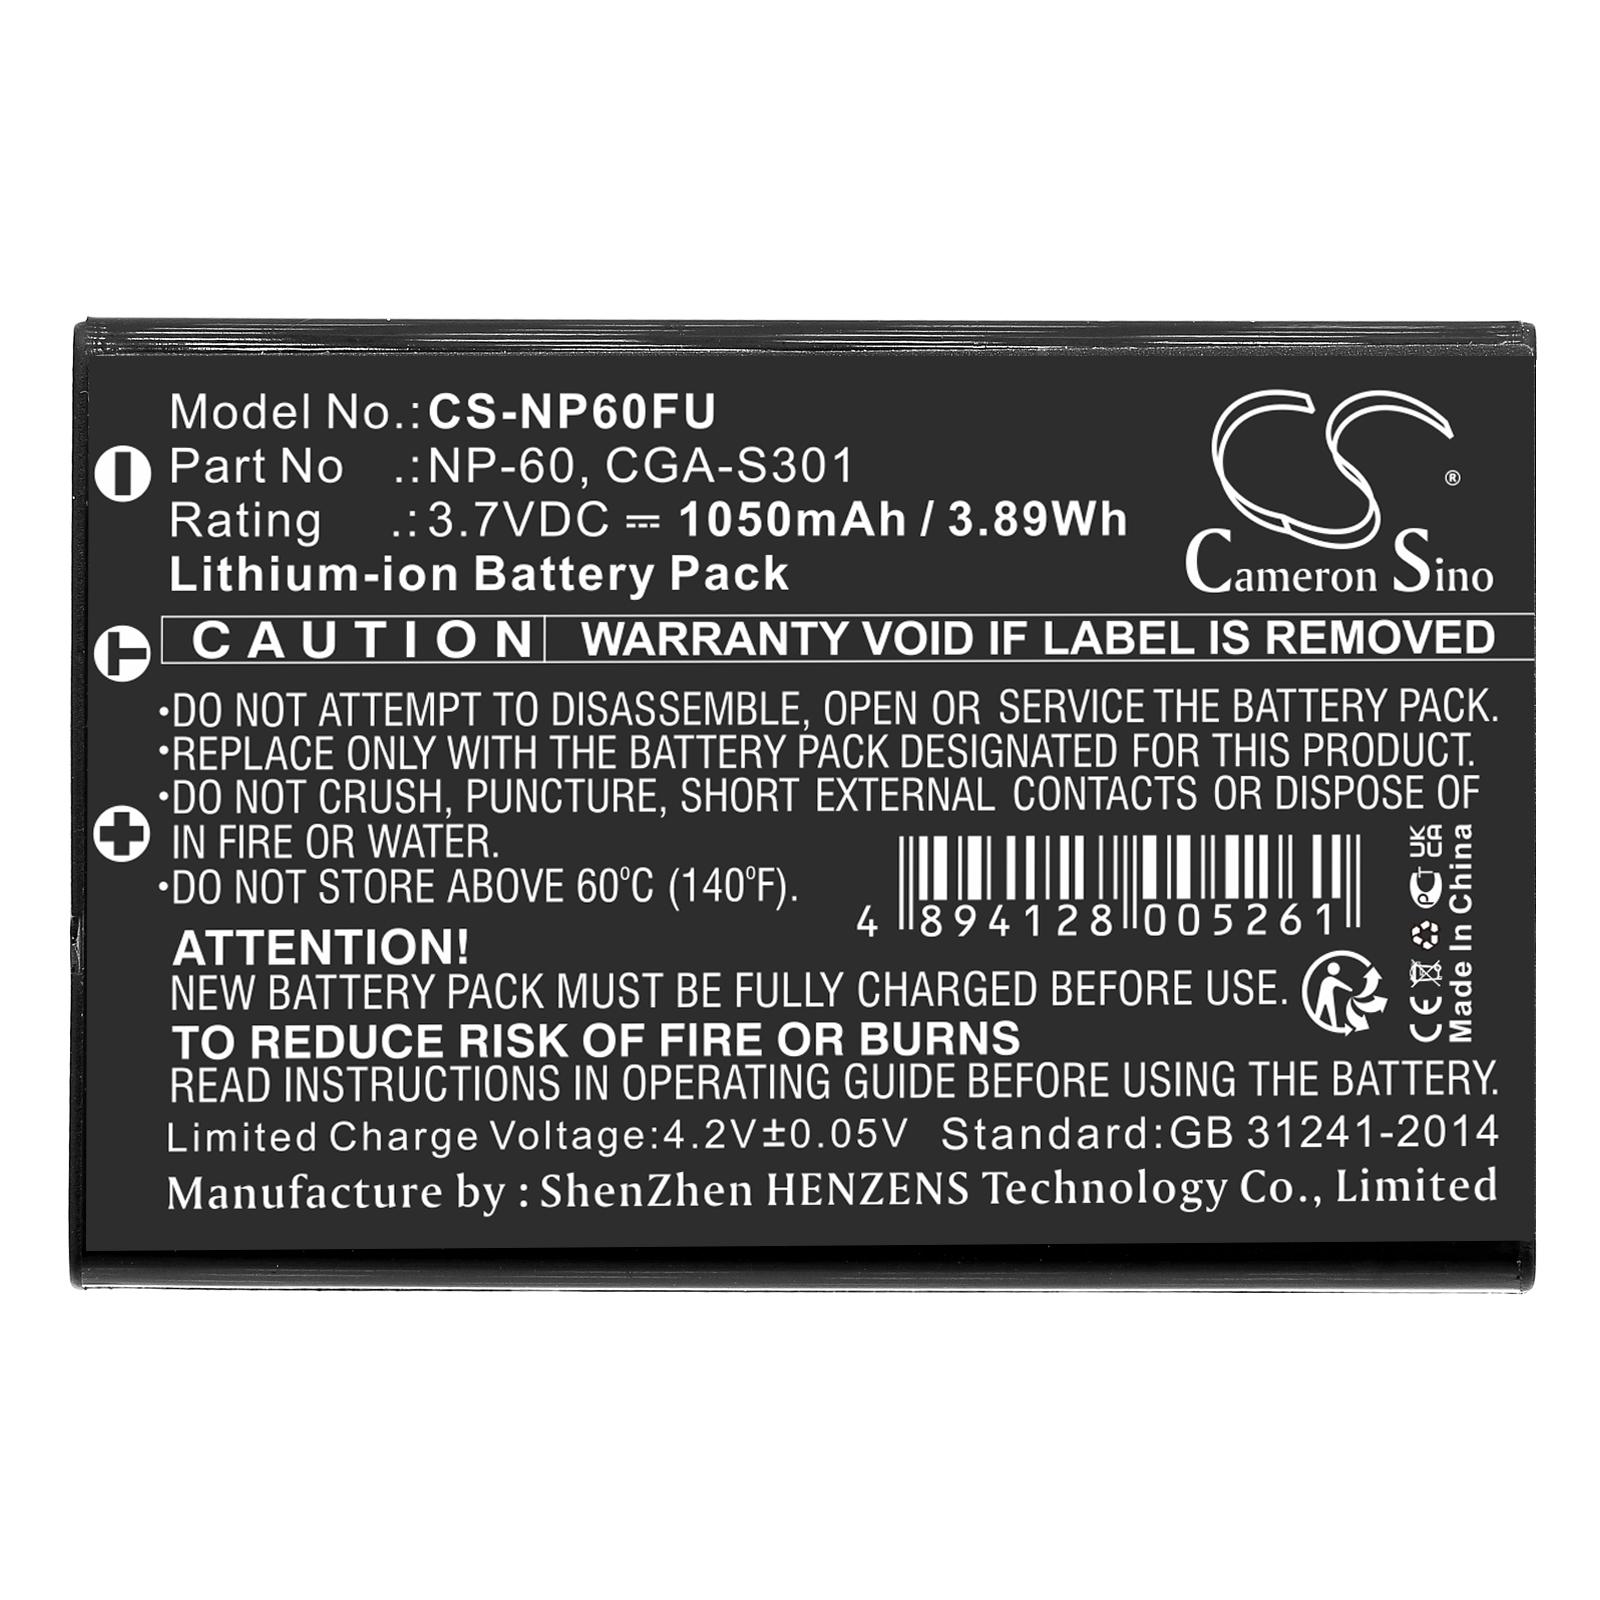 Model No.:CS-NP60FU
Part No .:NP-60, CGA-S301
Rating .:3.7VDC ⎓ 1050mAh / 3.89Wh
Lithium-ion Battery Pack
CS ®
Cameron Sino
CAUTION WARRANTY VOID IF LABEL IS REMOVED
•DO NOT ATTEMPT TO DISASSEMBLE, OPEN OR SERVICE THE BATTERY PACK.
•REPLACE ONLY WITH THE BATTERY PACK DESIGNATED FOR THIS PRODUCT.
•DO NOT CRUSH, PUNCTURE, SHORT EXTERNAL CONTACTS OR DISPOSE OF
IN FIRE OR WATER.
•DO NOT STORE ABOVE 60°C (140°F).
4 894128 005261
ATTENTION!
NEW BATTERY PACK MUST BE FULLY CHARGED BEFORE USE.
TO REDUCE RISK OF FIRE OR BURNS
READ INSTRUCTIONS IN OPERATING GUIDE BEFORE USING THE BATTERY.
Limited Charge Voltage:4.2V±0.05V Standard:GB 31241-2014
Manufacture by : ShenZhen HENZENS Technology Co., Limited
CE PCT UKCA
Made In China
− T +